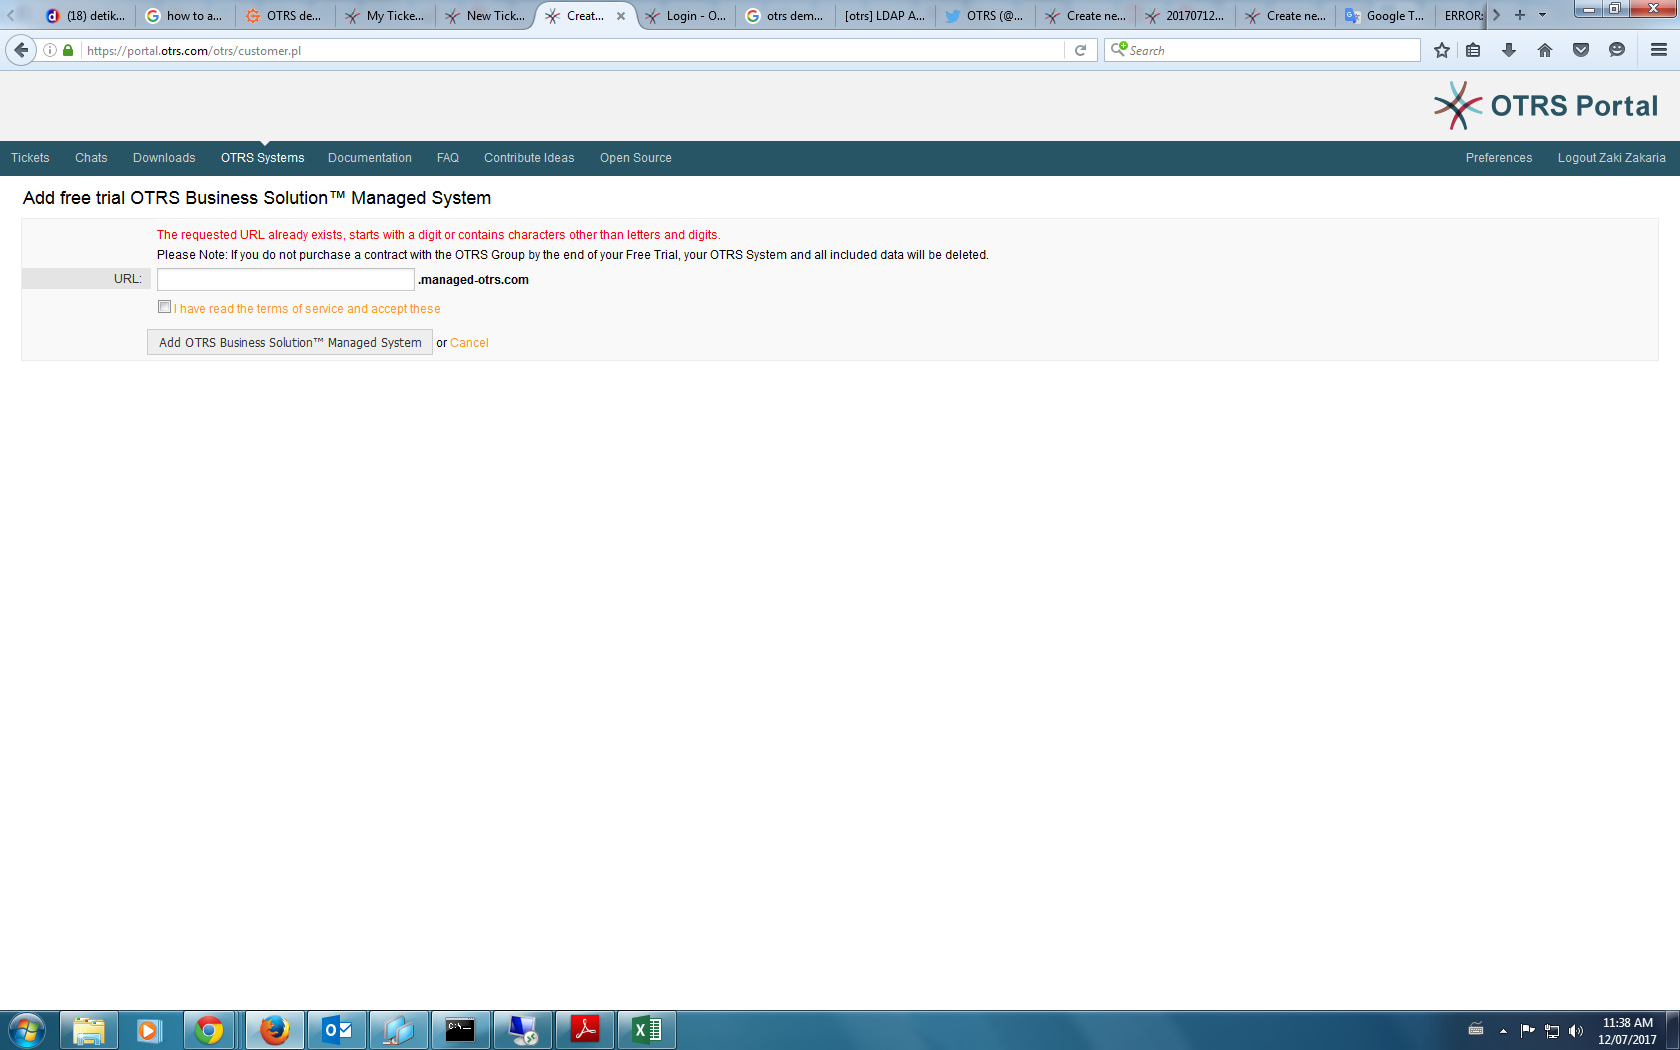 (18) detik... how to a... OTRS de... My Ticke... New Tick... Creat... Login - O... otrs dem... [otrs] LDAP A... OTRS (@... Create ne... 20170712... Create ne... Google T... ERROR:
https://portal.otrs.com/otrs/customer.pl Search
OTRS Portal
Tickets Chats Downloads OTRS Systems Documentation FAQ Contribute Ideas Open Source Preferences Logout Zaki Zakaria
Add free trial OTRS Business Solution™ Managed System
The requested URL already exists, starts with a digit or contains characters other than letters and digits.
Please Note: If you do not purchase a contract with the OTRS Group by the end of your Free Trial, your OTRS System and all included data will be deleted.
URL: .managed-otrs.com
I have read the terms of service and accept these
Add OTRS Business Solution™ Managed System or Cancel
11:38 AM
12/07/2017